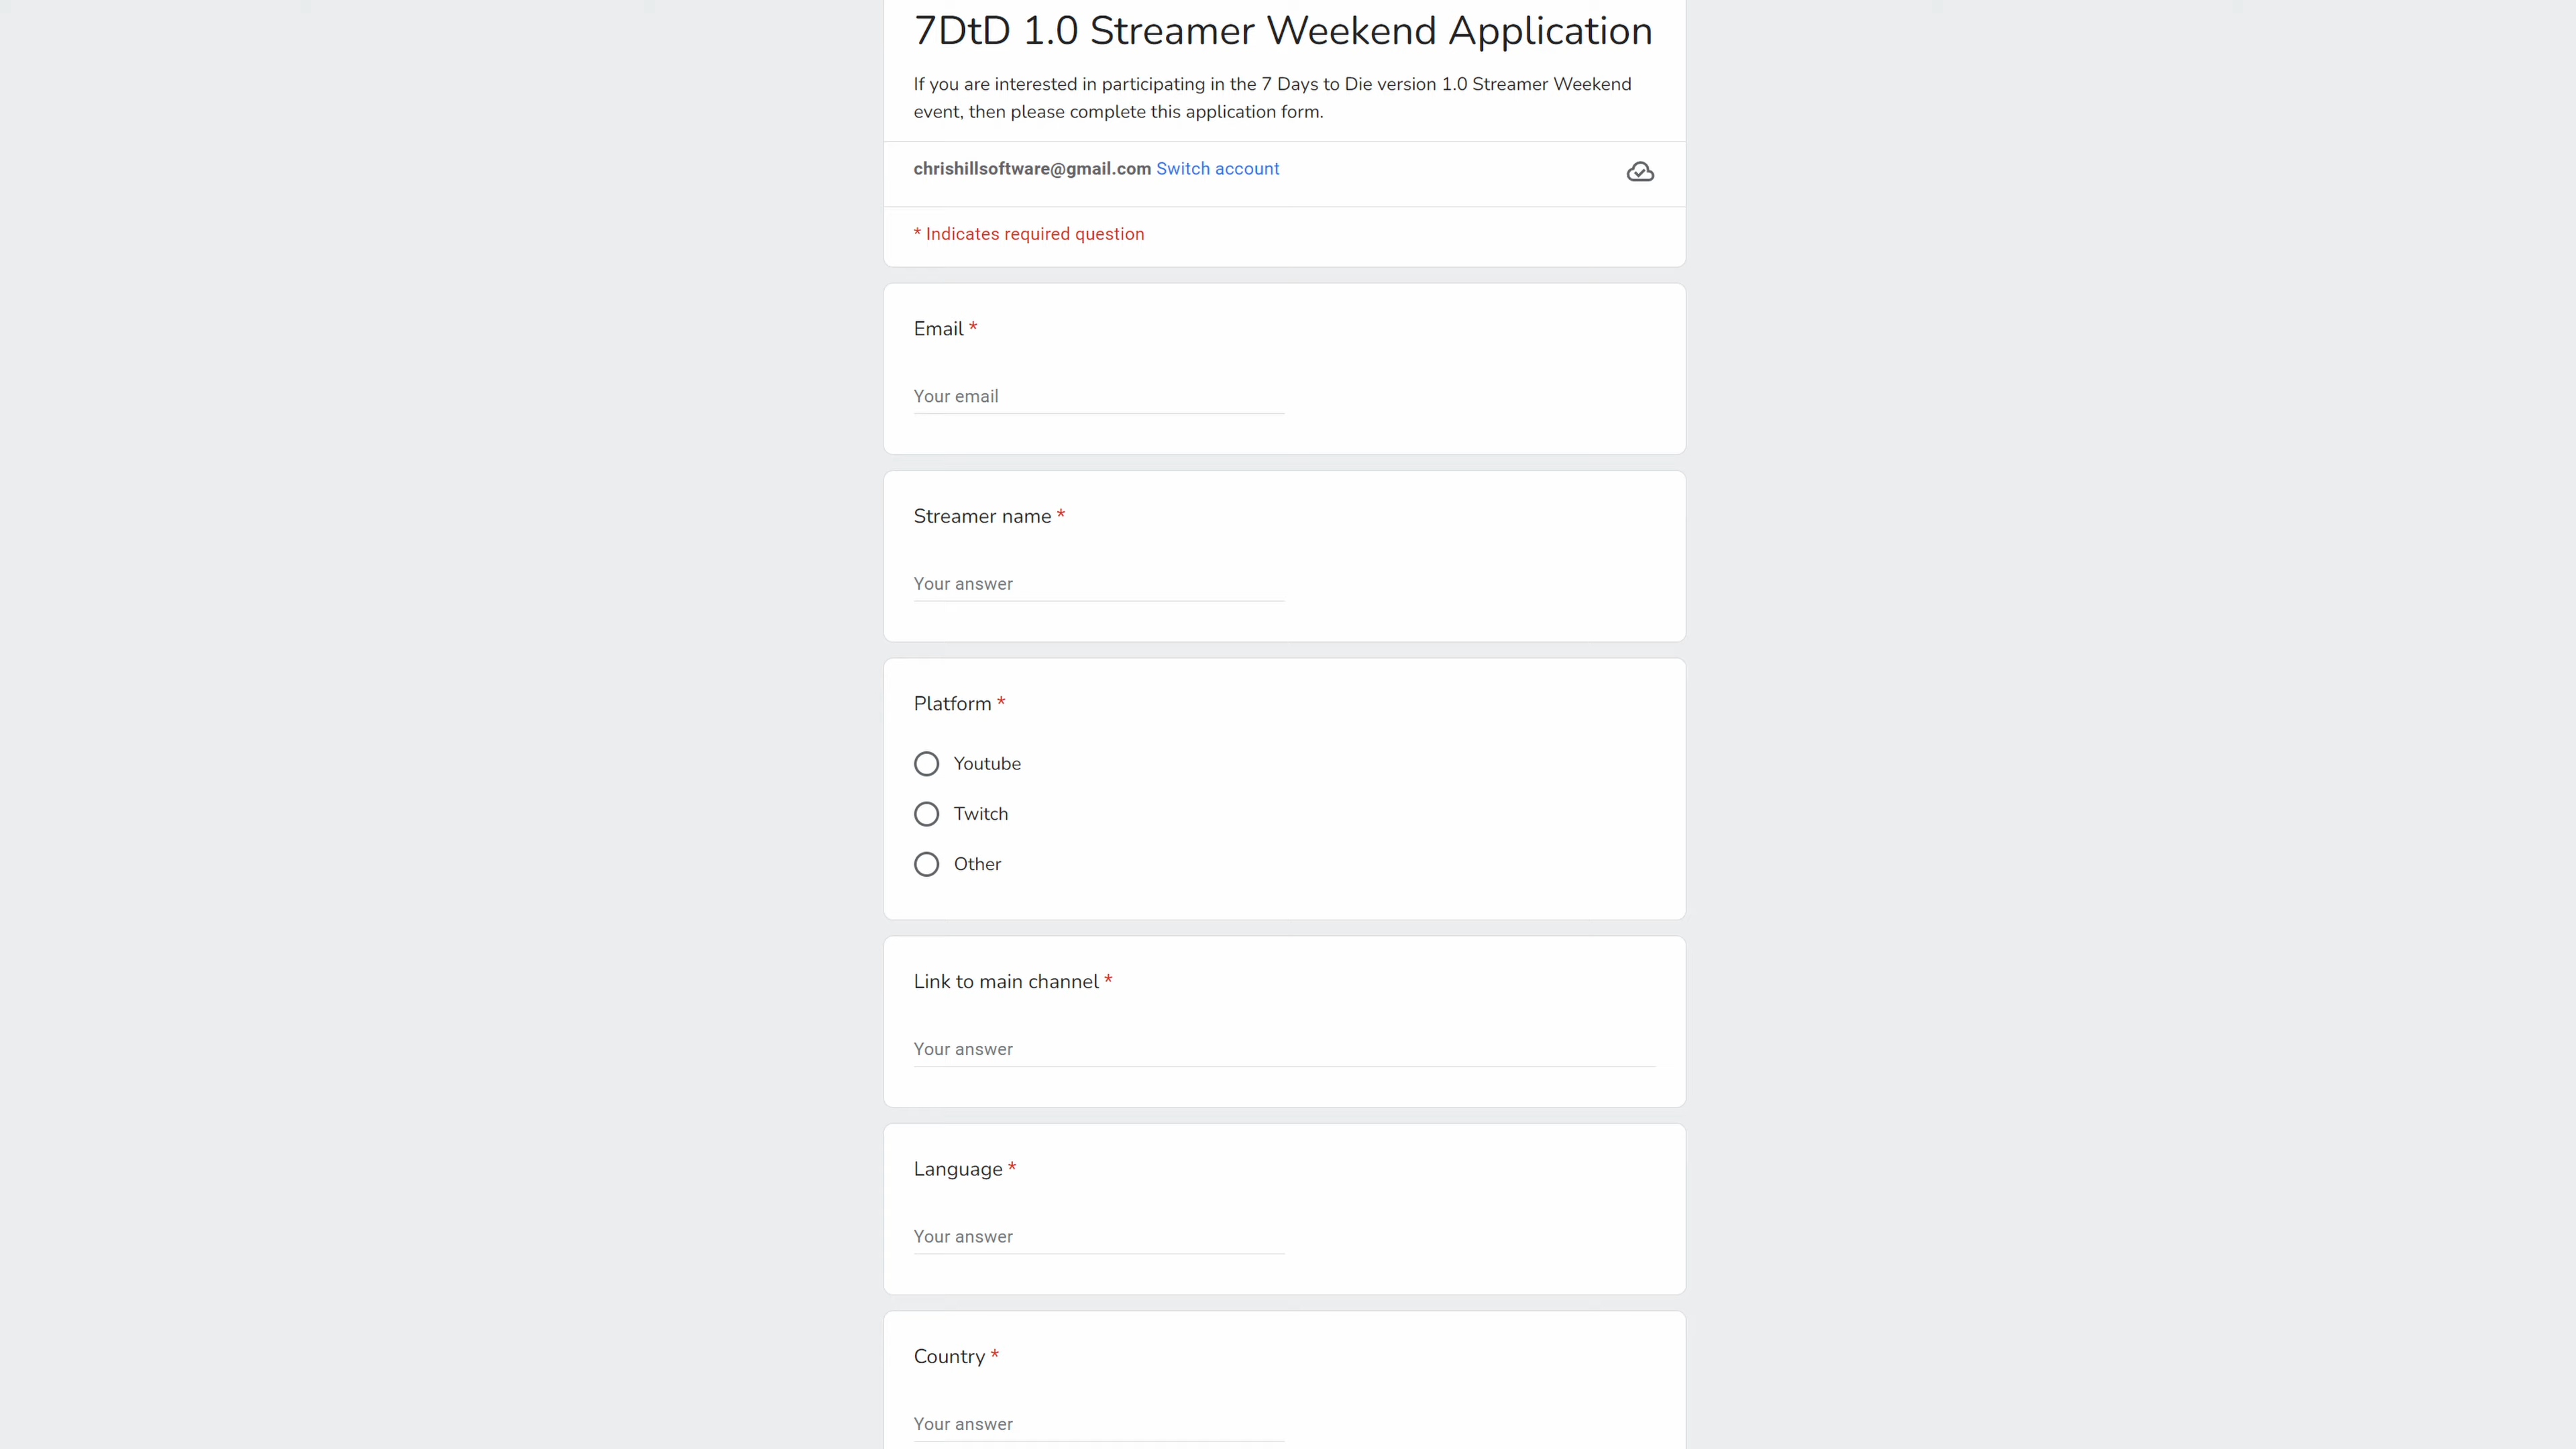 7DtD 1.0 Streamer Weekend Application
If you are interested in participating in the 7 Days to Die version 1.0 Streamer Weekend
event, then please complete this application form.
chrishillsoftware@gmail.com Switch account
* Indicates required question
Email *
Your email
Streamer name *
Your answer
Platform *
Youtube
Twitch
Other
Link to main channel *
Your answer
Language *
Your answer
Country *
Your answer